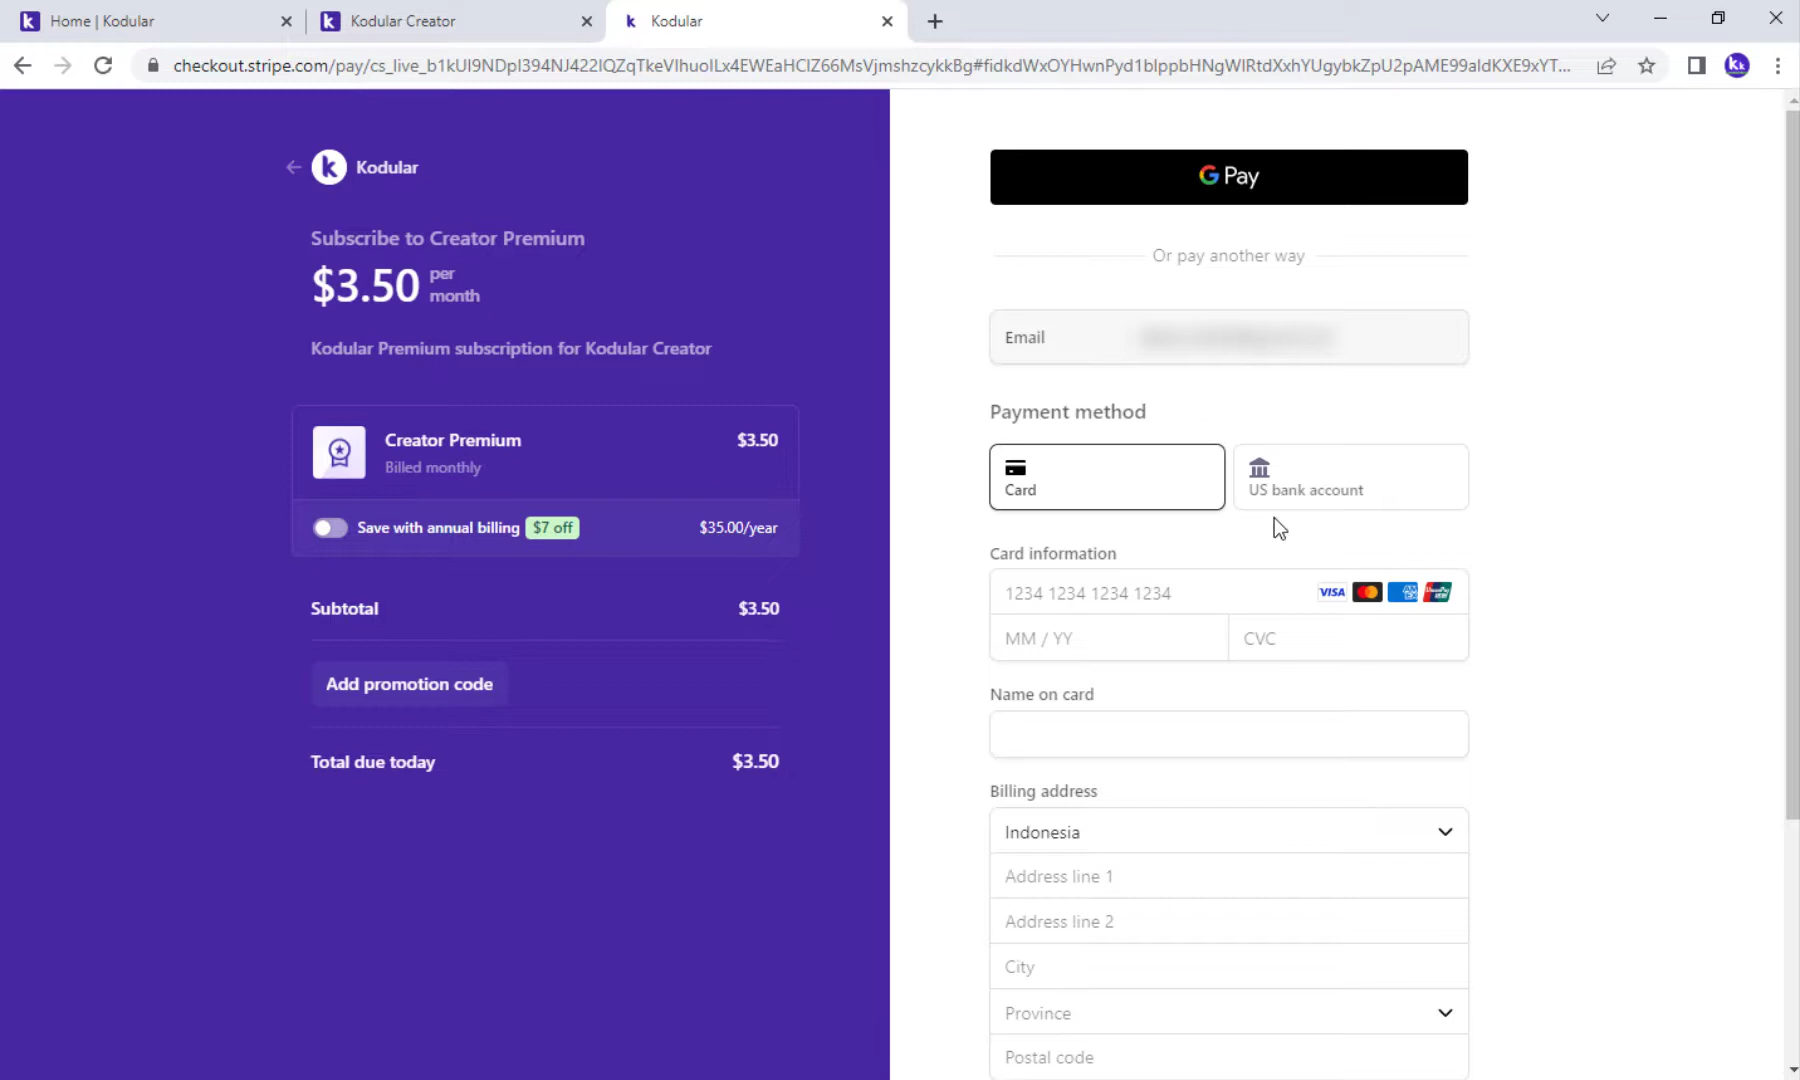 Home | Kodular
Kodular Creator
Kodular
checkout.stripe.com/pay/cs_live_b1kUI9NDpI394NJ422IQZqTkeVIhuoILx4EWEaHClZ66MsVjmshzcykkBg#fidkdWxOYHwnPyd1blppbHNgWlRtdXxhYUgybkZpU2pAME99aldKXE9xYT...
Kodular
Subscribe to Creator Premium
$3.50 per month
Kodular Premium subscription for Kodular Creator
Creator Premium $3.50
Billed monthly
Save with annual billing $7 off $35.00/year
Subtotal $3.50
Add promotion code
Total due today $3.50
G Pay
Or pay another way
Email
Payment method
Card
US bank account
Card information
1234 1234 1234 1234 VISA
MM / YY CVC
Name on card
Billing address
Indonesia
Address line 1
Address line 2
City
Province
Postal code